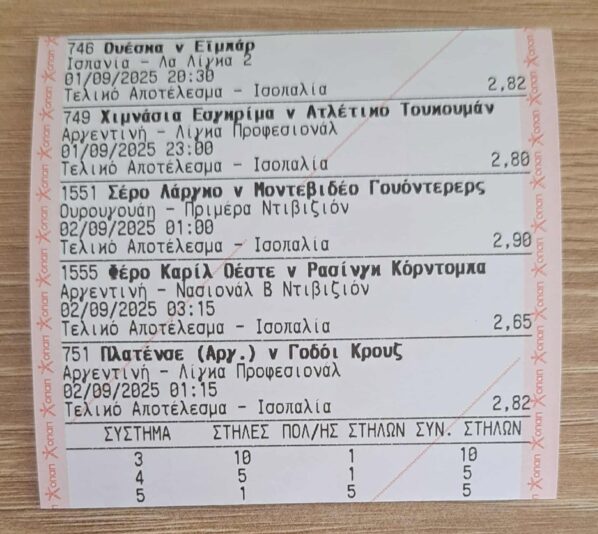 746 Ουέσκα v Εϊμπάρ
Ισπανία - Λα Λίγκα 2
01/09/2025 20:30
Τελικό Αποτέλεσμα - Ισοπαλία 2,82
749 Χιμνάσια Εσγκρίμα v Ατλέτικο Τουκουμάν
Αργεντινή - Λίγκα Προφεσιονάλ
01/09/2025 23:00
Τελικό Αποτέλεσμα - Ισοπαλία 2,80
1551 Σέρο Λάργκο v Μοντεβιδέο Γουόντερερς
Ουρουγουάη - Πριμέρα Ντιβιζιόν
02/09/2025 01:00
Τελικό Αποτέλεσμα - Ισοπαλία 2,90
1555 Φέρο Καρίλ Οέστε v Ρασίνγκ Κόρντομπα
Αργεντινή - Νασιονάλ Β Ντιβιζιόν
02/09/2025 03:15
Τελικό Αποτέλεσμα - Ισοπαλία 2,65
751 Πλατένσε (Αργ.) v Γοδόι Κρουζ
Αργεντινή - Λίγκα Προφεσιονάλ
02/09/2025 01:15
Τελικό Αποτέλεσμα - Ισοπαλία 2,82
ΣΥΣΤΗΜΑ ΣΤΗΛΕΣ ΠΟΛ/ΗΣ ΣΤΗΛΩΝ ΣΥΝ. ΣΤΗΛΩΝ
3 10 1 10
4 5 1 5
5 1 5 5